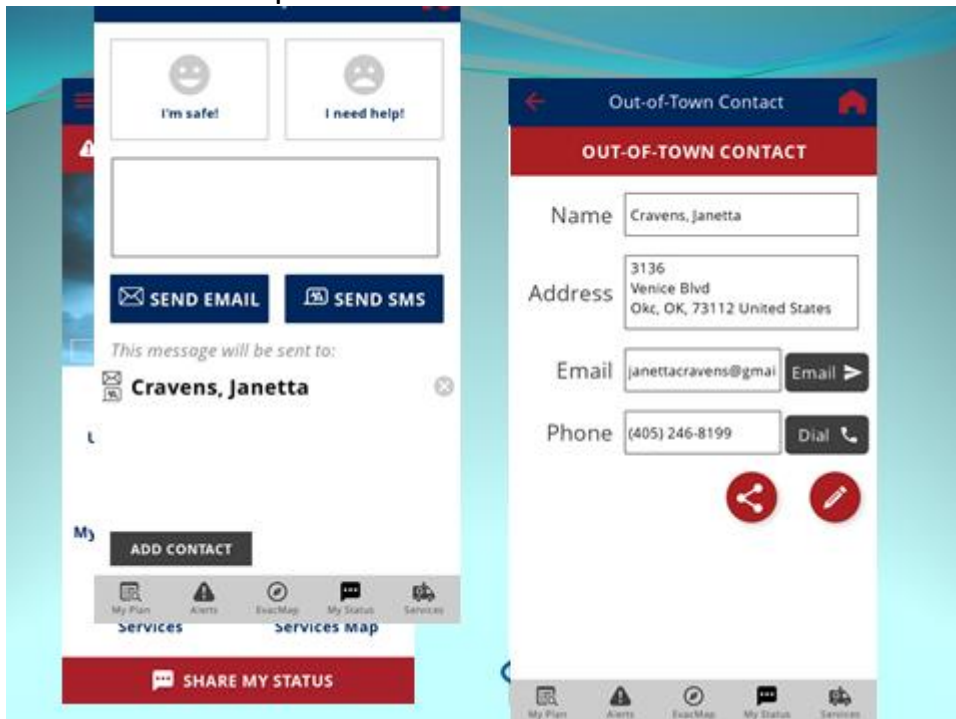 I'm safe!
I need help!
SEND EMAIL
SEND SMS
This message will be sent to:
Cravens, Janetta
ADD CONTACT
My Plan
Alerts
EvacMap
My Status
Services
My
Services
Services Map
SHARE MY STATUS
Out-of-Town Contact
OUT-OF-TOWN CONTACT
Name
Cravens, Janetta
Address
3136
Venice Blvd
Okc, OK, 73112 United States
Email
janettacravens@gmai
Email
Phone
(405) 246-8199
Dial
My Plan
Alerts
EvacMap
My Status
Services